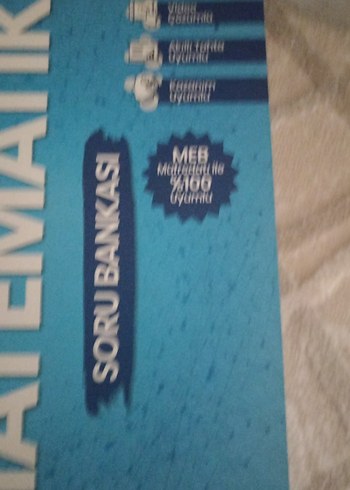 Video
Çözümlü
Akıllı Tahta
Uyumlu
Kazanım
Uyumlu
MEB
Müfredatı ile
%100
Uyumlu
SORU BANKASI
MATEMATİK